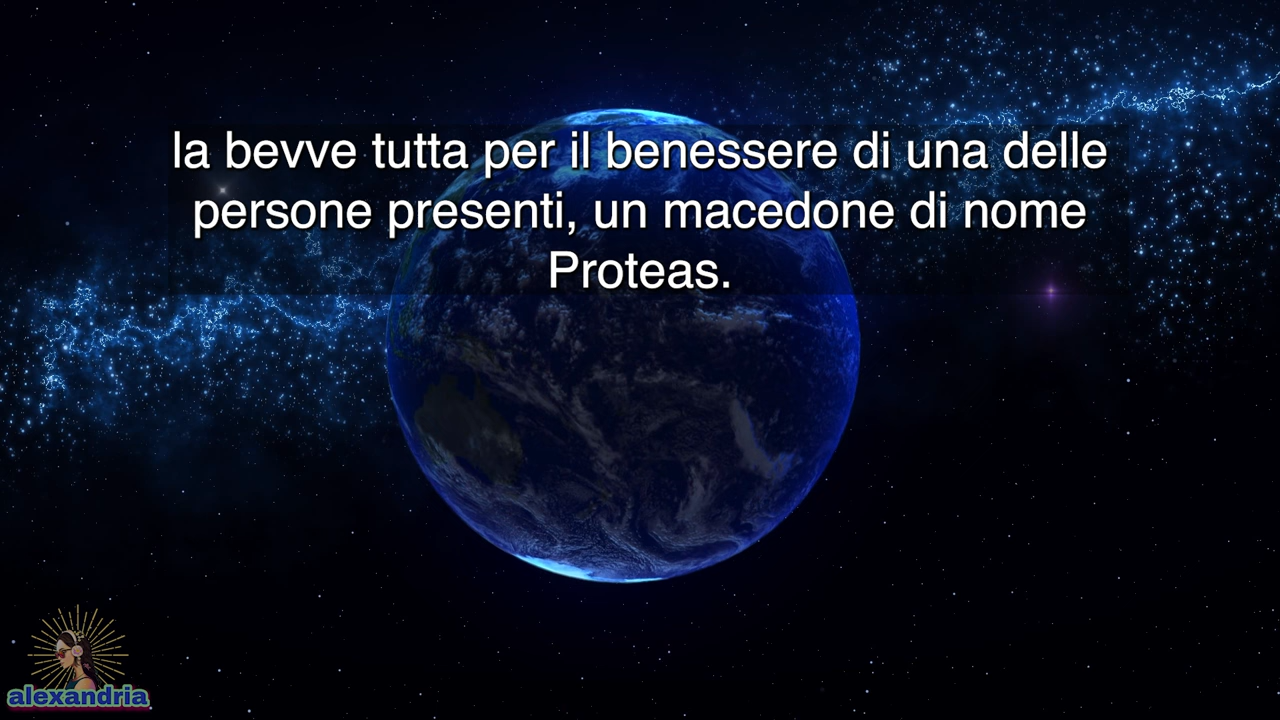 la bevve tutta per il benessere di una delle
persone presenti, un macedone di nome
Proteas.
alexandria